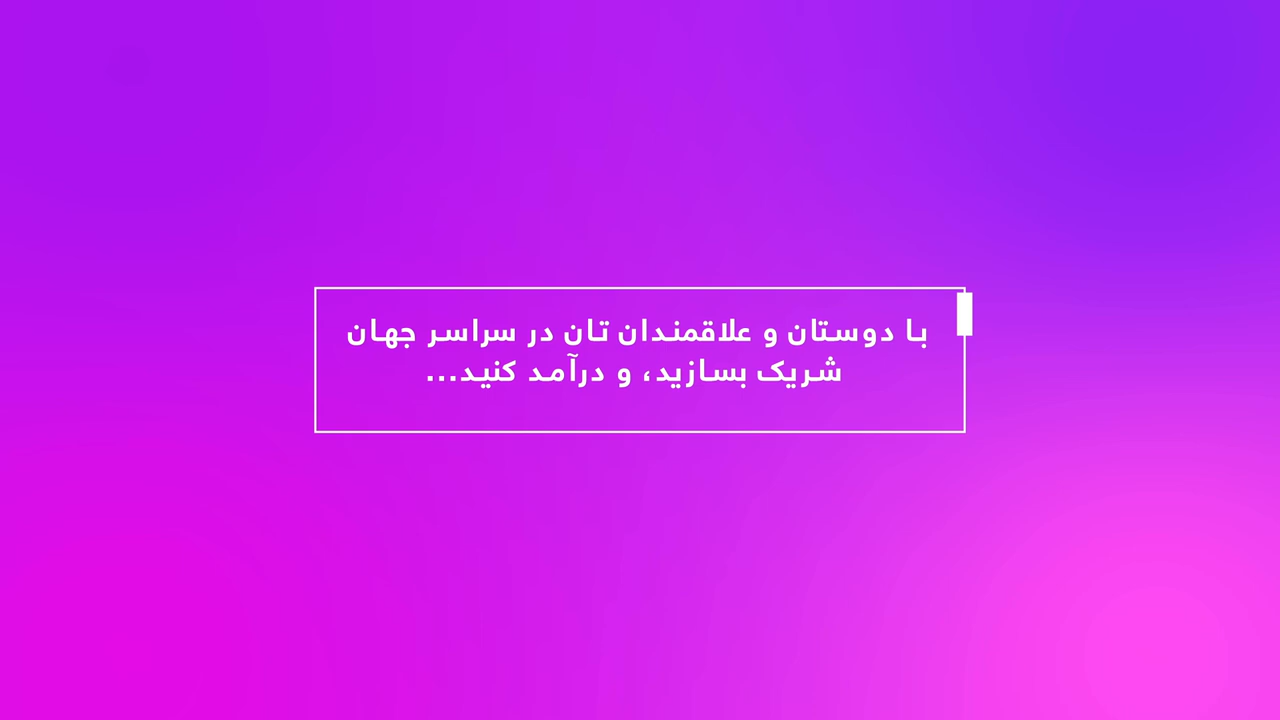 با دوستان و علاقمندان تان در سراسر جهان
شریک بسازید، و درآمد کنید...